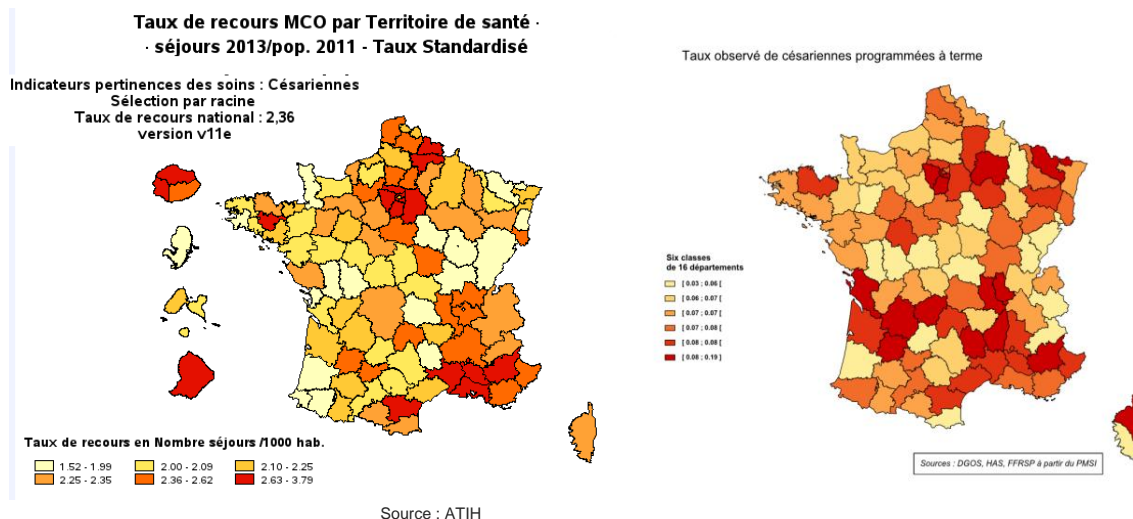 Taux de recours MCO par Territoire de santé ·
· séjours 2013/pop. 2011 - Taux Standardisé
Indicateurs pertinences des soins : Césariennes
Sélection par racine
Taux de recours national : 2,36
version v11e
Taux de recours en Nombre séjours /1000 hab.
1.52 - 1.99 2.00 - 2.09 2.10 - 2.25
2.25 - 2.35 2.36 - 2.62 2.63 - 3.79
Source : ATIH
Taux observé de césariennes programmées à terme
Six classes
de 16 départements
[ 0.03 ; 0.06 [
[ 0.06 ; 0.07 [
[ 0.07 ; 0.07 [
[ 0.07 ; 0.08 [
[ 0.08 ; 0.08 [
[ 0.08 ; 0.19 ]
Sources : DGOS, HAS, FFRSP à partir du PMSI